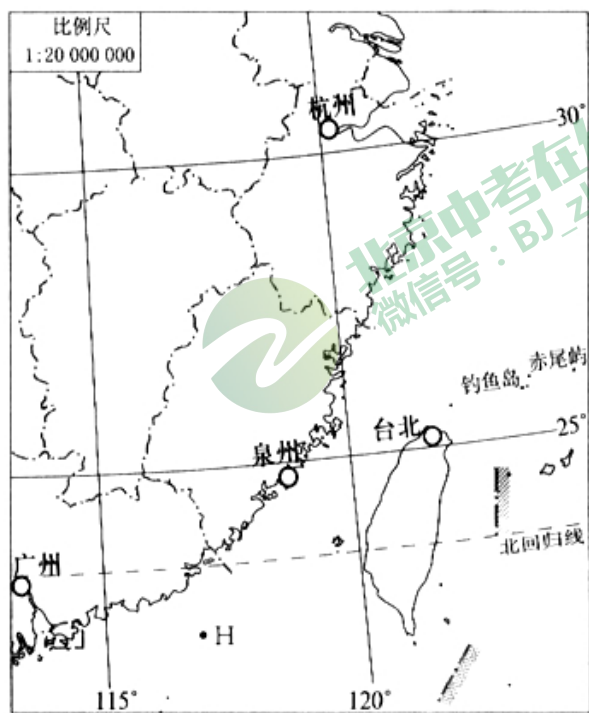 比例尺
1:20 000 000
杭州
30°
北京中考在
微信号：BJ_z
钓鱼岛
赤尾屿
台北
25°
泉州
北回归线
广州
H
115°
120°